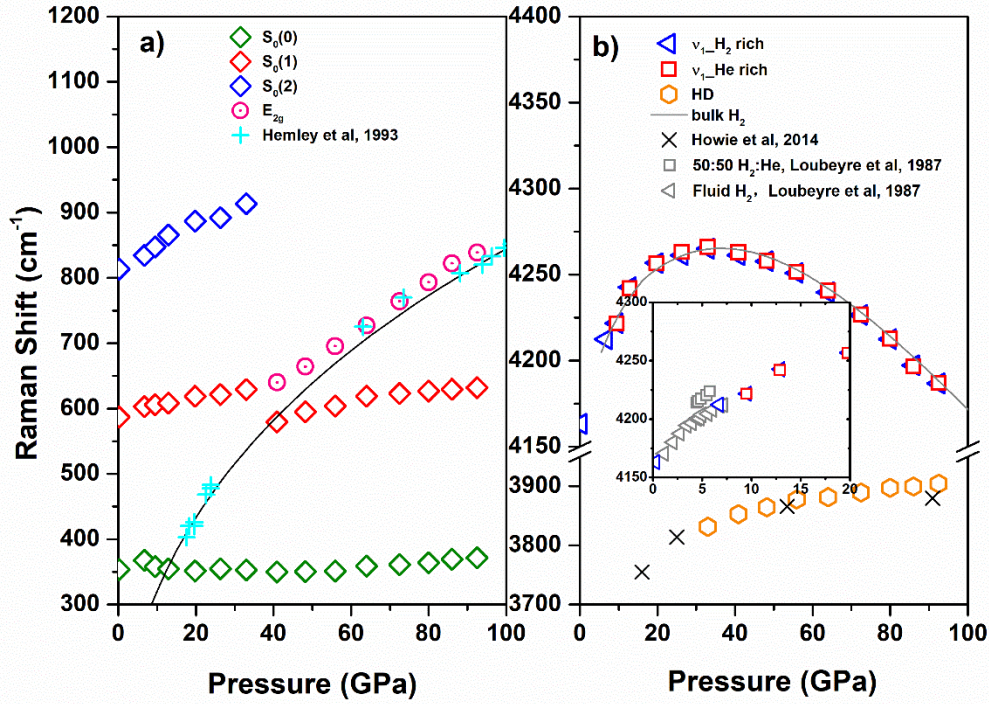 a)
S₀(0)
S₀(1)
S₀(2)
E₂g
Hemley et al, 1993
1200
1100
1000
900
800
700
600
500
400
300
Raman Shift (cm⁻¹)
0 20 40 60 80 100
Pressure (GPa)
b)
ν₁_H₂ rich
ν₁_He rich
HD
bulk H₂
Howie et al, 2014
50:50 H₂:He, Loubeyre et al, 1987
Fluid H₂, Loubeyre et al, 1987
4400
4350
4300
4250
4200
4150
3900
3800
3700
4300
4250
4200
4150
0 5 10 15 20
0 20 40 60 80 100
Pressure (GPa)